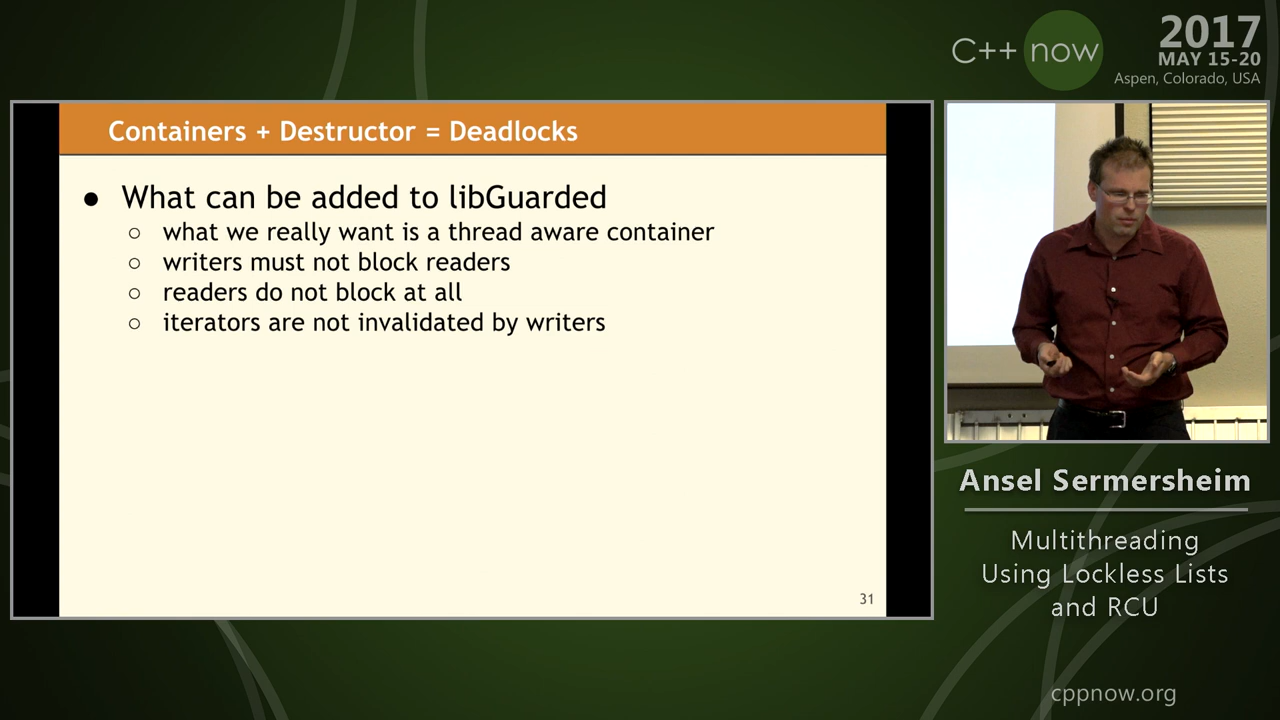 C++ now
2017
MAY 15-20
Aspen, Colorado, USA
Containers + Destructor = Deadlocks
● What can be added to libGuarded
○ what we really want is a thread aware container
○ writers must not block readers
○ readers do not block at all
○ iterators are not invalidated by writers
31
Ansel Sermersheim
Multithreading
Using Lockless Lists
and RCU
cppnow.org